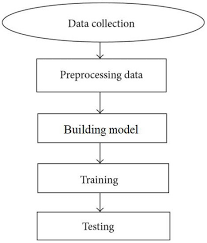 Data collection
Preprocessing data
Building model
Training
Testing